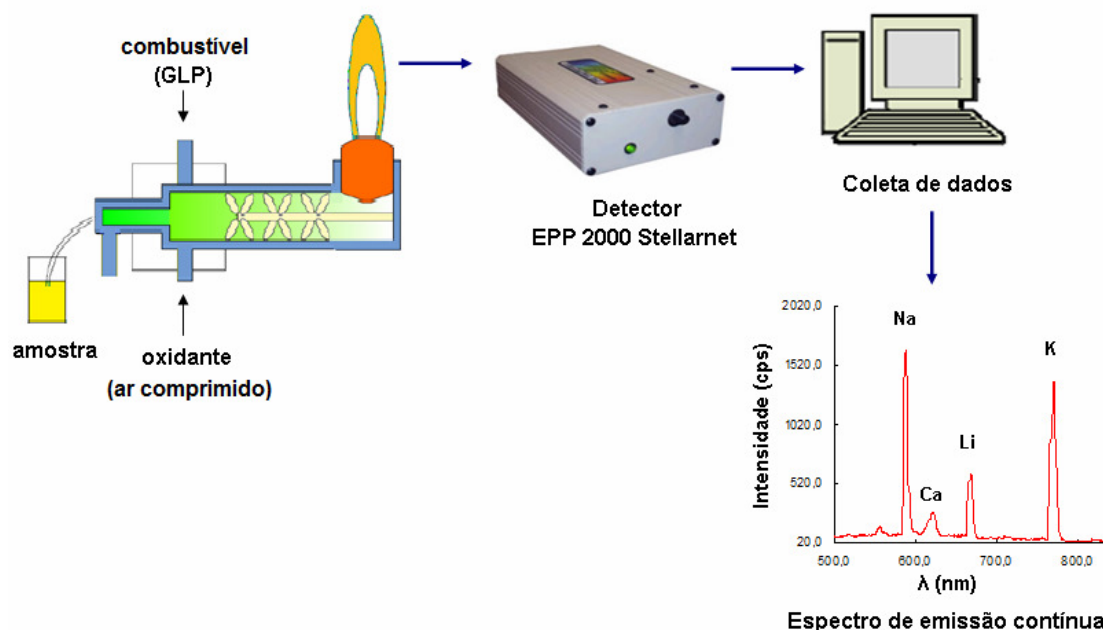 combustível
(GLP)
amostra
oxidante
(ar comprimido)
Detector
EPP 2000 Stellarnet
Coleta de dados
2020,0
1520,0
1020,0
520,0
20,0
Intensidade (cps)
Na
Ca
Li
K
500,0 600,0 700,0 800,0
λ (nm)
Espectro de emissão contínua